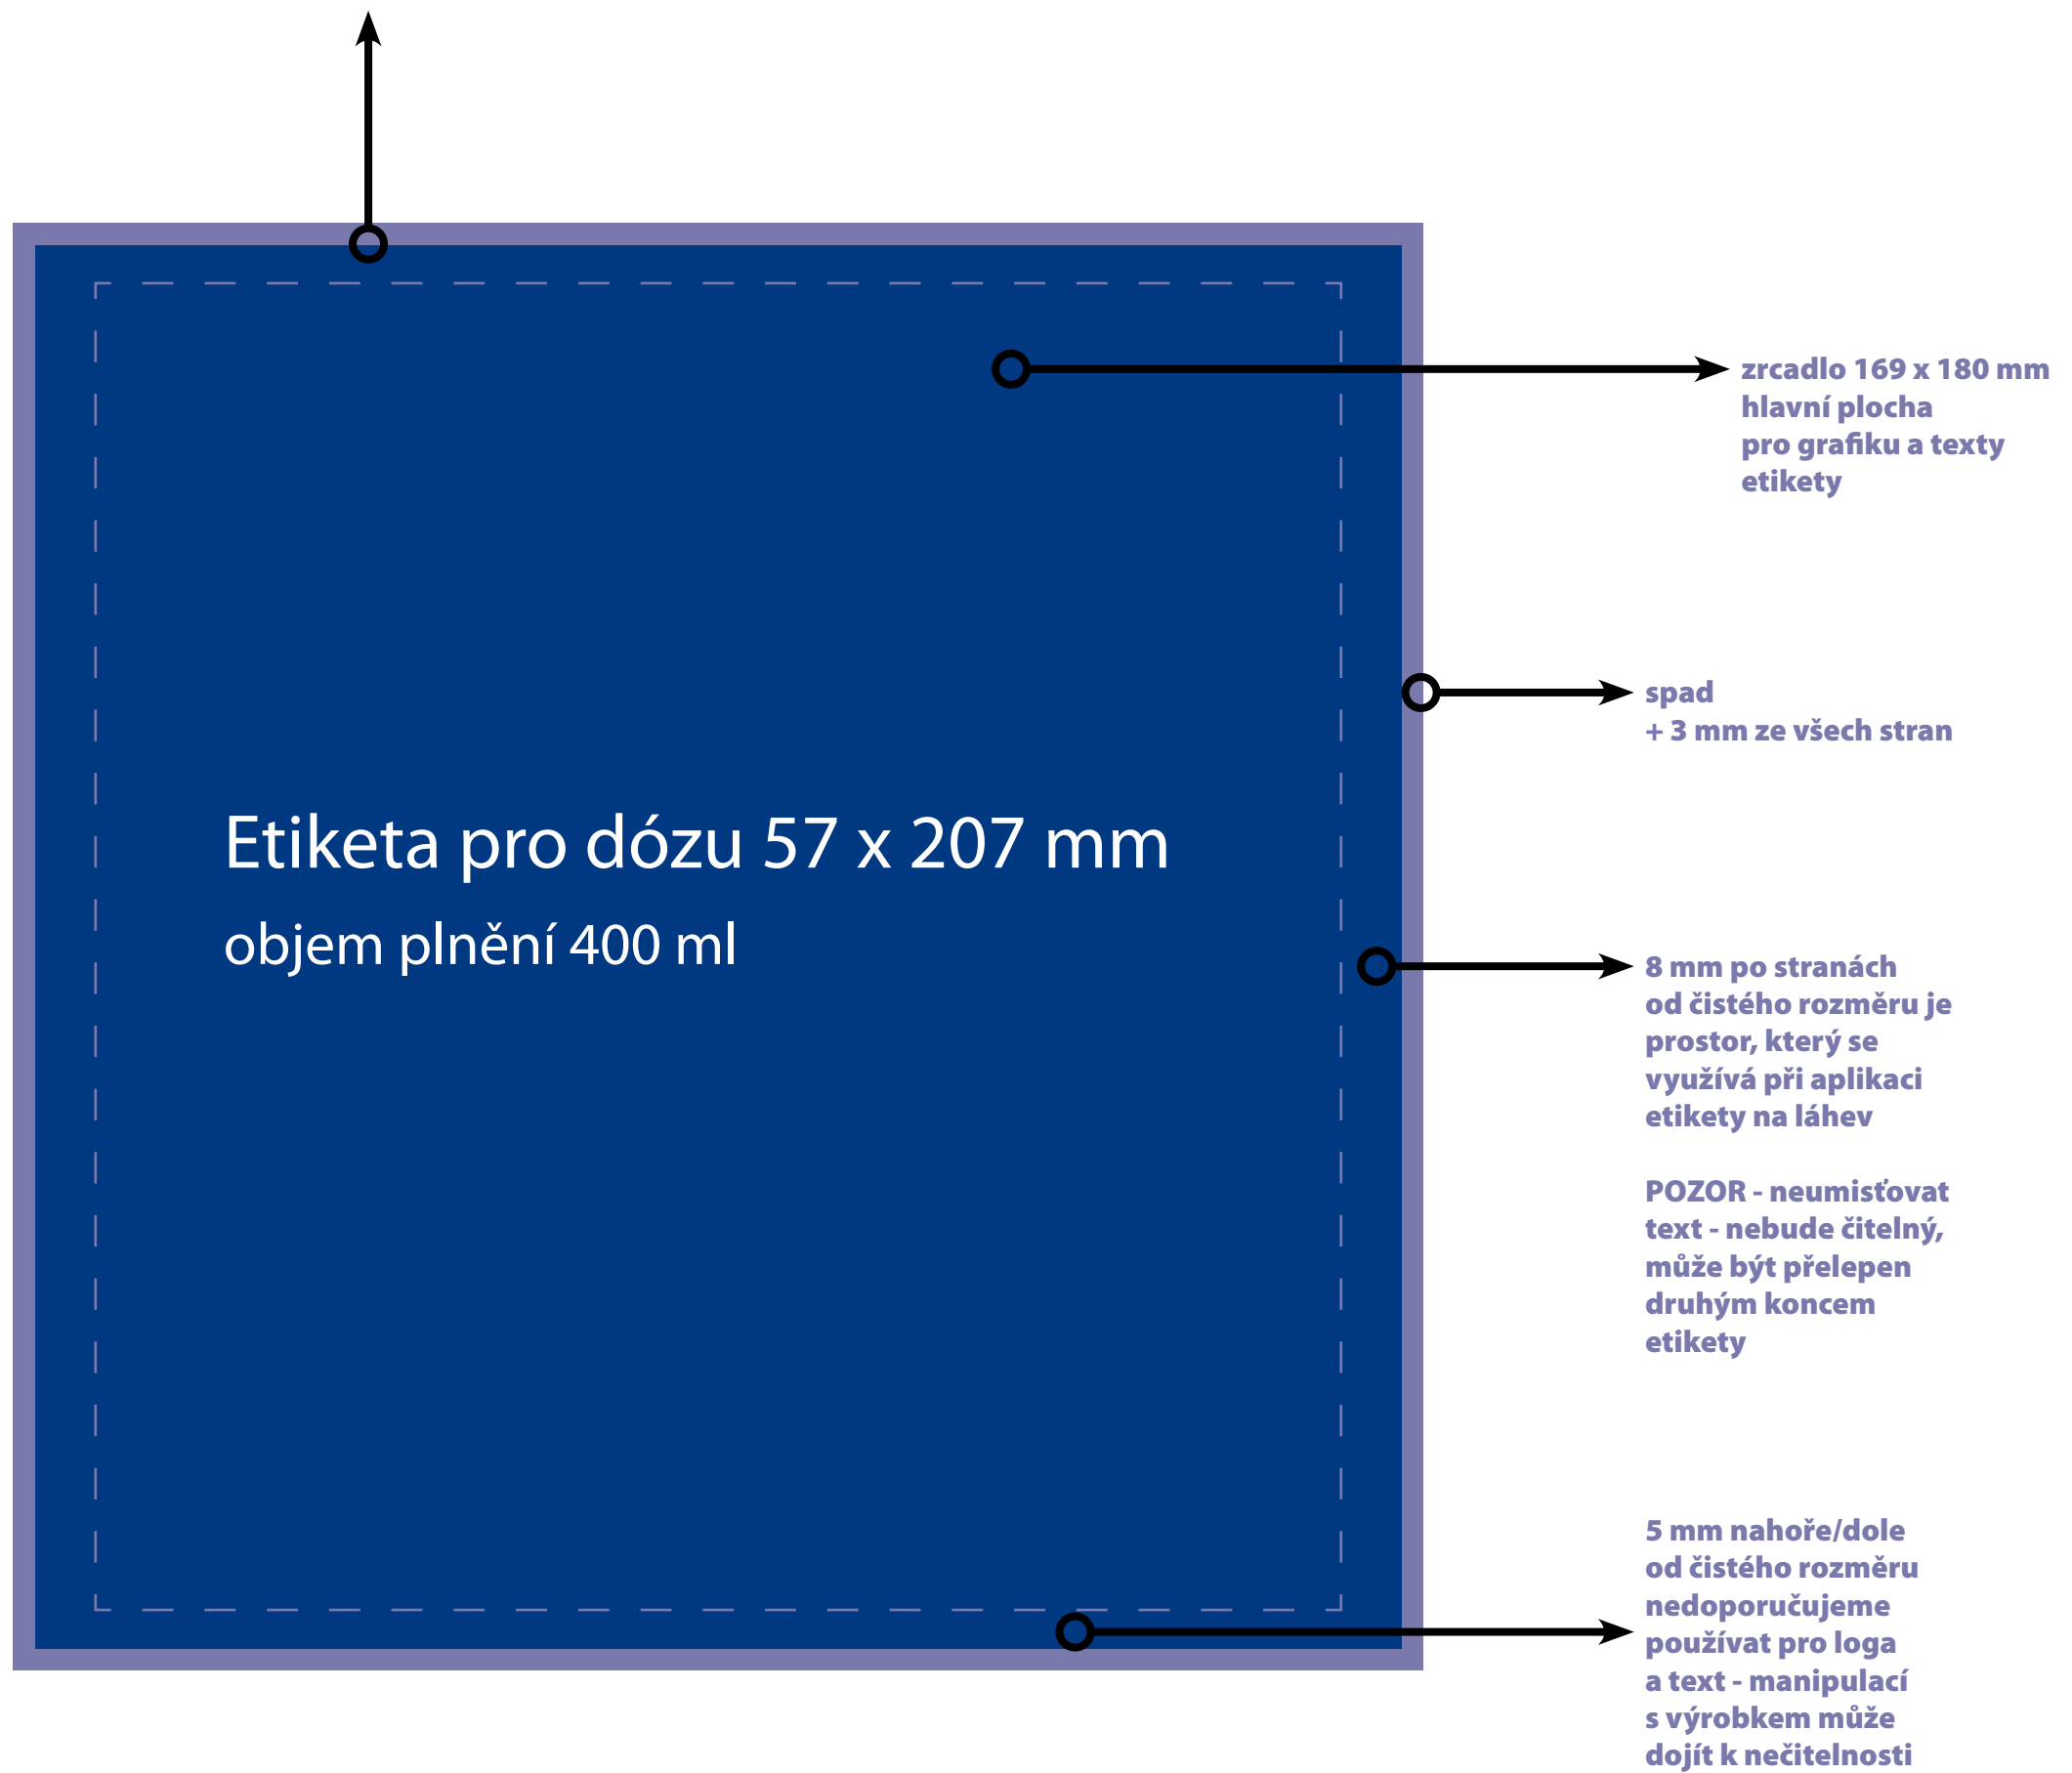 zrcadlo 169 x 180 mm
hlavní plocha
pro grafiku a texty
etikety
spad
+ 3 mm ze všech stran
Etiketa pro dózu 57 x 207 mm
objem plnění 400 ml
8 mm po stranách
od čistého rozměru je
prostor, který se
využívá při aplikaci
etikety na láhev
POZOR - neumisťovat
text - nebude čitelný,
může být přelepen
druhým koncem
etikety
5 mm nahoře/dole
od čistého rozměru
nedoporučujeme
používat pro loga
a text - manipulací
s výrobkem může
dojít k nečitelnosti